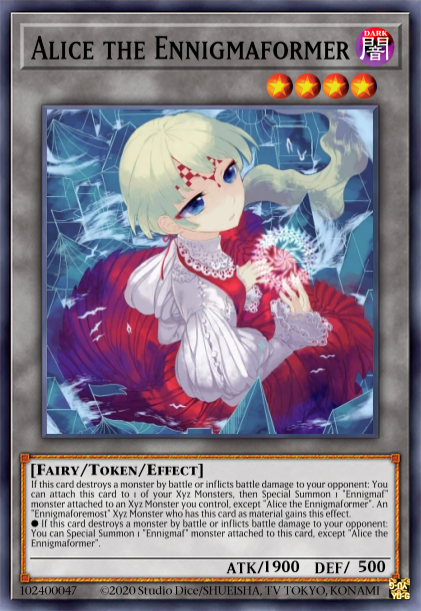 ALICE THE ENNIGMAFORMER
DARK
闇
[FAIRY/TOKEN/EFFECT]
If this card destroys a monster by battle or inflicts battle damage to your opponent: You
can attach this card to 1 of your Xyz Monsters, then Special Summon 1 "Ennigmaf"
monster attached to an Xyz Monster you control, except "Alice the Enningmaformer". An
"Ennigmaforemost" Xyz Monster who has this card as material gains this effect.
● If this card destroys a monster by battle or inflicts battle damage to your opponent:
You can Special Summon 1 "Ennigmaf" monster attached to this card, except "Alice the
Ennigmaformer".
ATK/1900 DEF/ 500
102400047 ©2020 Studio Dice/SHUEISHA, TV TOKYO, KONAMI